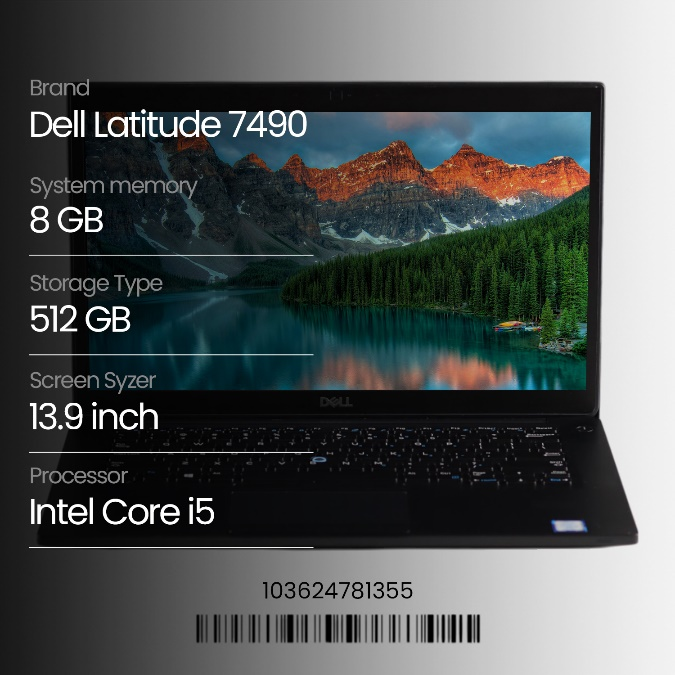 Brand
Dell Latitude 7490
System memory
8 GB
Storage Type
512 GB
Screen Syzer
13.9 inch
DELL
Processor
Intel Core i5
103624781355